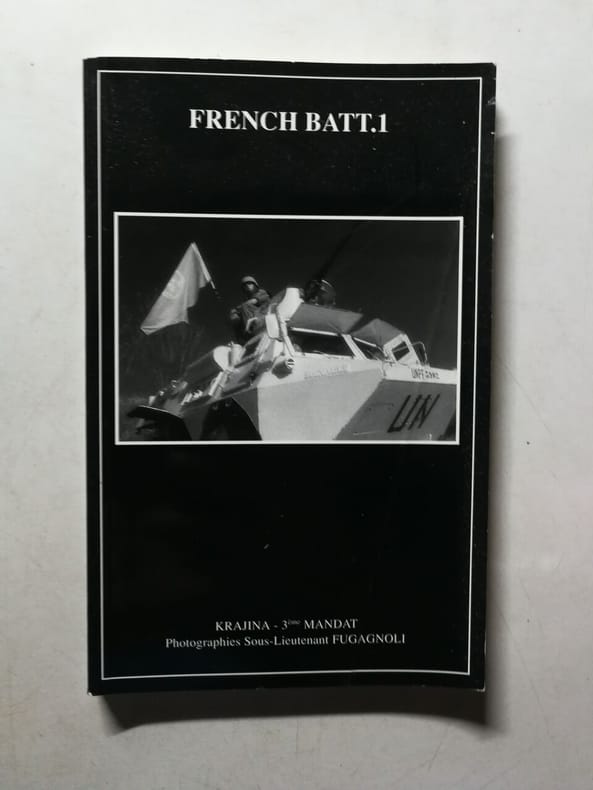 FRENCH BATT.1
UN
KRAJINA - 3ème MANDAT
Photographies Sous-Lieutenant FUGAGNOLI